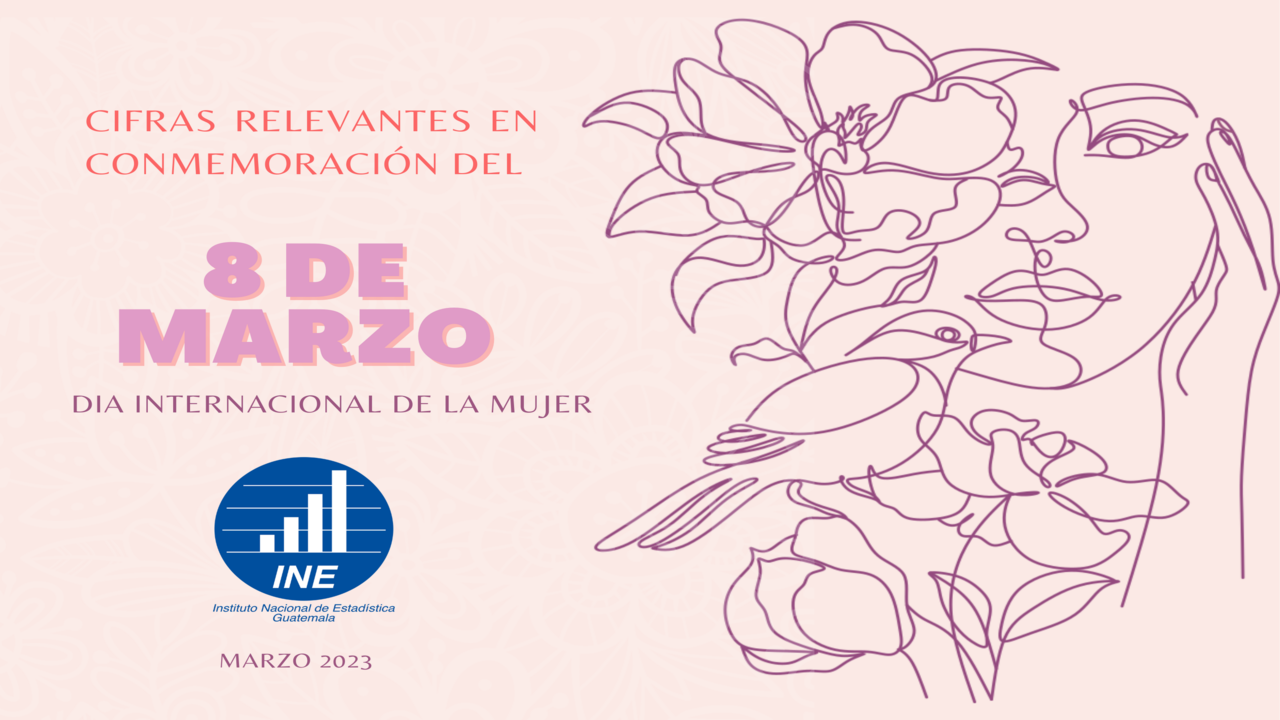 CIFRAS RELEVANTES EN
CONMEMORACIÓN DEL
8 DE
MARZO
DIA INTERNACIONAL DE LA MUJER
INE
Instituto Nacional de Estadística
Guatemala
MARZO 2023